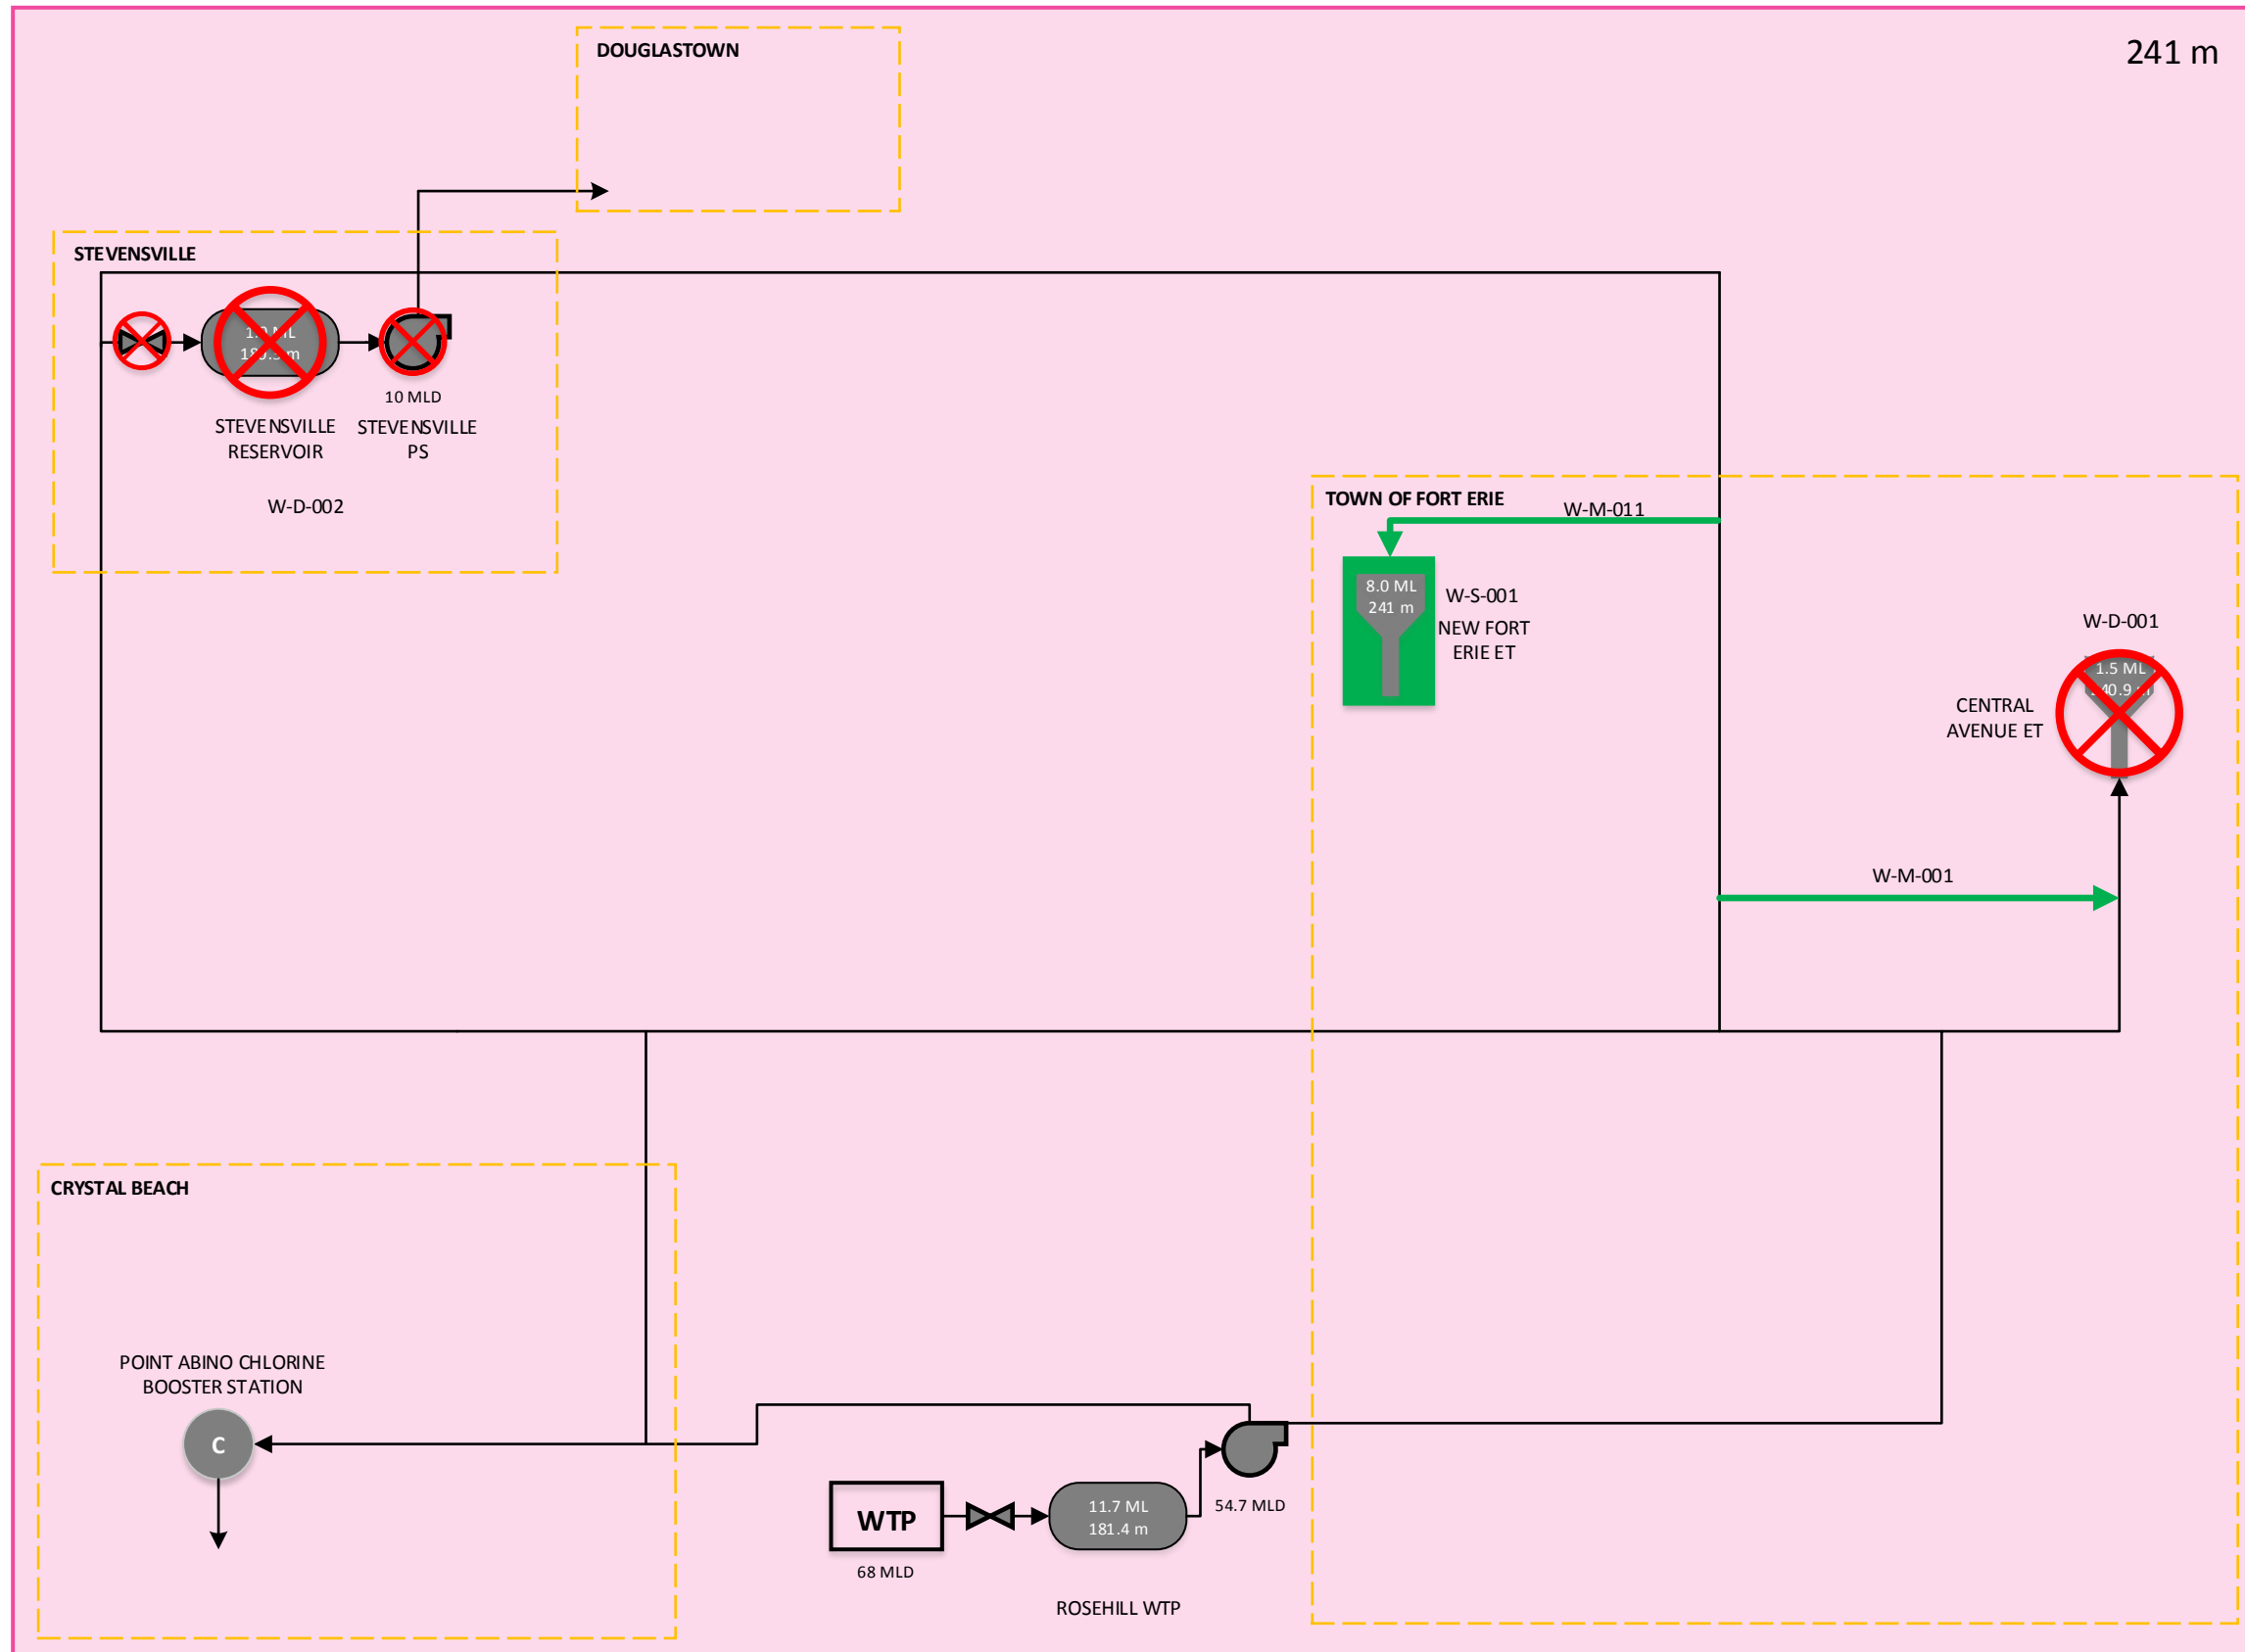 DOUGLASTOWN
241 m
STEVENSVILLE
10 MLD
STEVENSVILLE
RESERVOIR
STEVENSVILLE
PS
W-D-002
TOWN OF FORT ERIE
W-M-011
8.0 ML
241 m
W-S-001
NEW FORT
ERIE ET
W-D-001
1.5 ML
CENTRAL
AVENUE ET
W-M-001
CRYSTAL BEACH
POINT ABINO CHLORINE
BOOSTER STATION
C
WTP
68 MLD
11.7 ML
181.4 m
54.7 MLD
ROSEHILL WTP